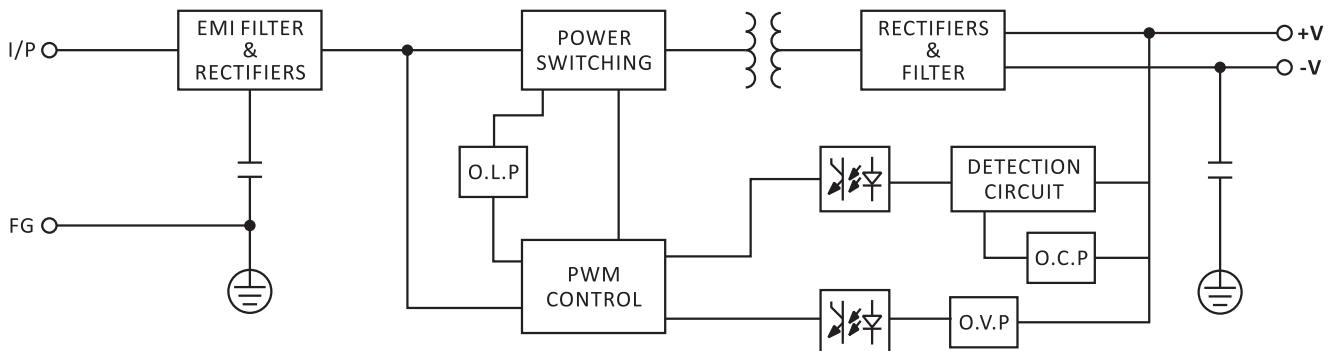 I/P
EMI FILTER
&
RECTIFIERS
POWER
SWITCHING
RECTIFIERS
&
FILTER
+V
-V
O.L.P
DETECTION
CIRCUIT
FG
O.C.P
PWM
CONTROL
O.V.P